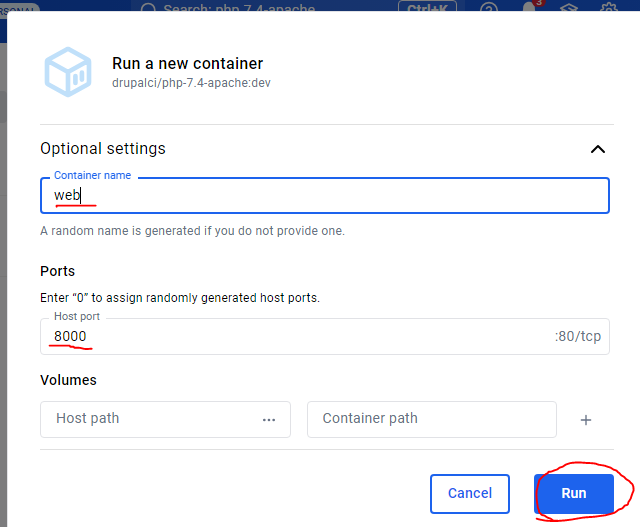 RSONAL
Search: php 7.4-apache
Ctrl+K
3
Run a new container
drupalci/php-7.4-apache:dev
Optional settings
Container name
web
A random name is generated if you do not provide one.
Ports
Enter “0” to assign randomly generated host ports.
Host port
8000 :80/tcp
Volumes
Host path ... Container path +
Cancel Run